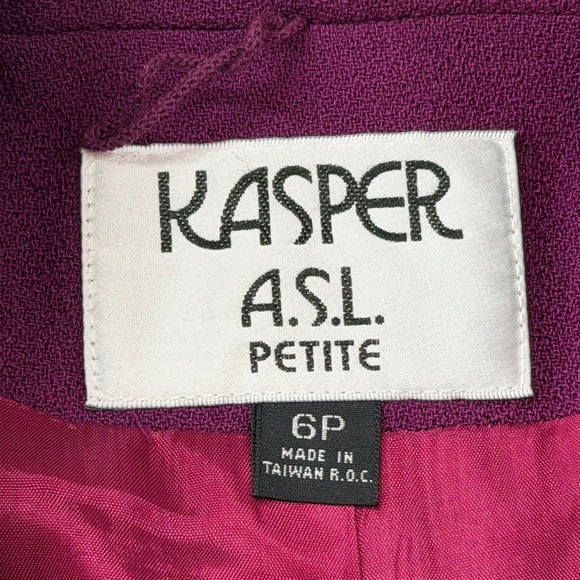 KASPER
A.S.L.
PETITE
6P
MADE IN
TAIWAN R.O.C.